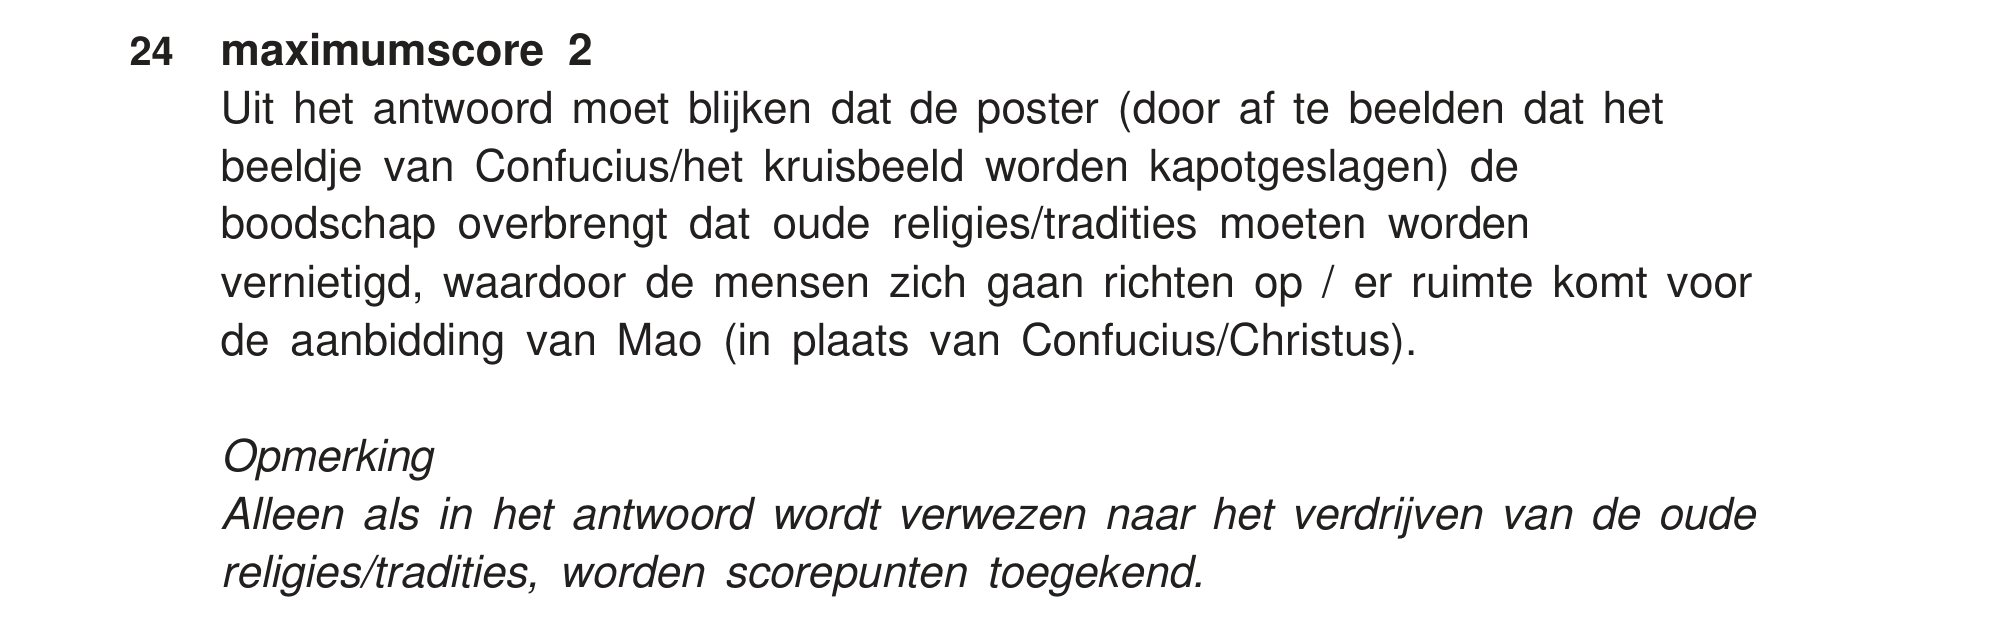 24 maximumscore 2
Uit het antwoord moet blijken dat de poster (door af te beelden dat het
beeldje van Confucius/het kruisbeeld worden kapotgeslagen) de
boodschap overbrengt dat oude religies/tradities moeten worden
vernietigd, waardoor de mensen zich gaan richten op / er ruimte komt voor
de aanbidding van Mao (in plaats van Confucius/Christus).
Opmerking
Alleen als in het antwoord wordt verwezen naar het verdrijven van de oude
religies/tradities, worden scorepunten toegekend.